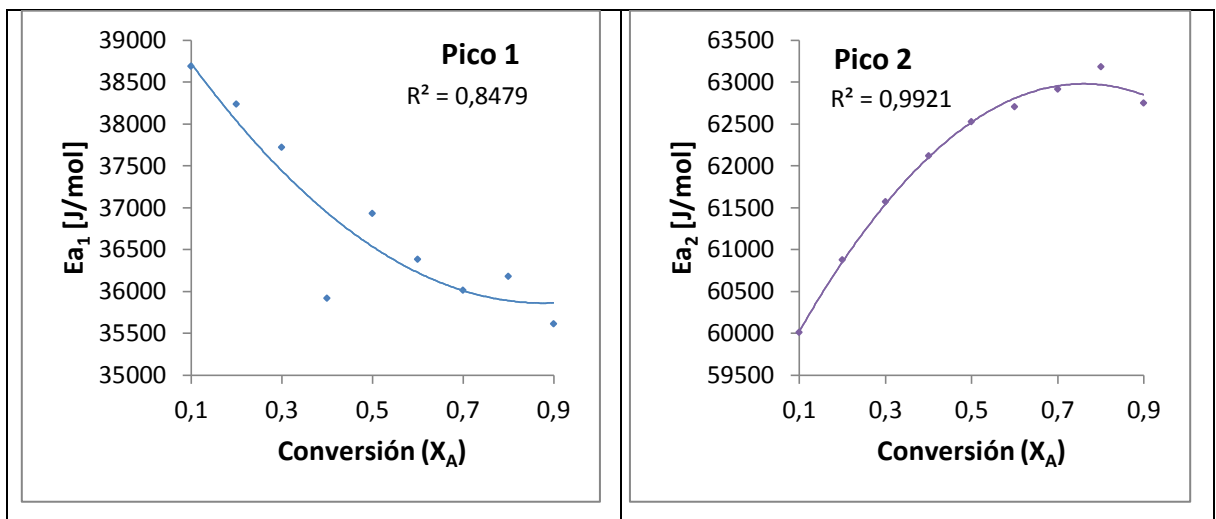 Pico 1
R² = 0,8479
Ea₁ [J/mol]
39000
38500
38000
37500
37000
36500
36000
35500
35000
0,1 0,3 0,5 0,7 0,9
Conversión (X_A)
Pico 2
R² = 0,9921
Ea₂ [J/mol]
63500
63000
62500
62000
61500
61000
60500
60000
59500
0,1 0,3 0,5 0,7 0,9
Conversión (X_A)